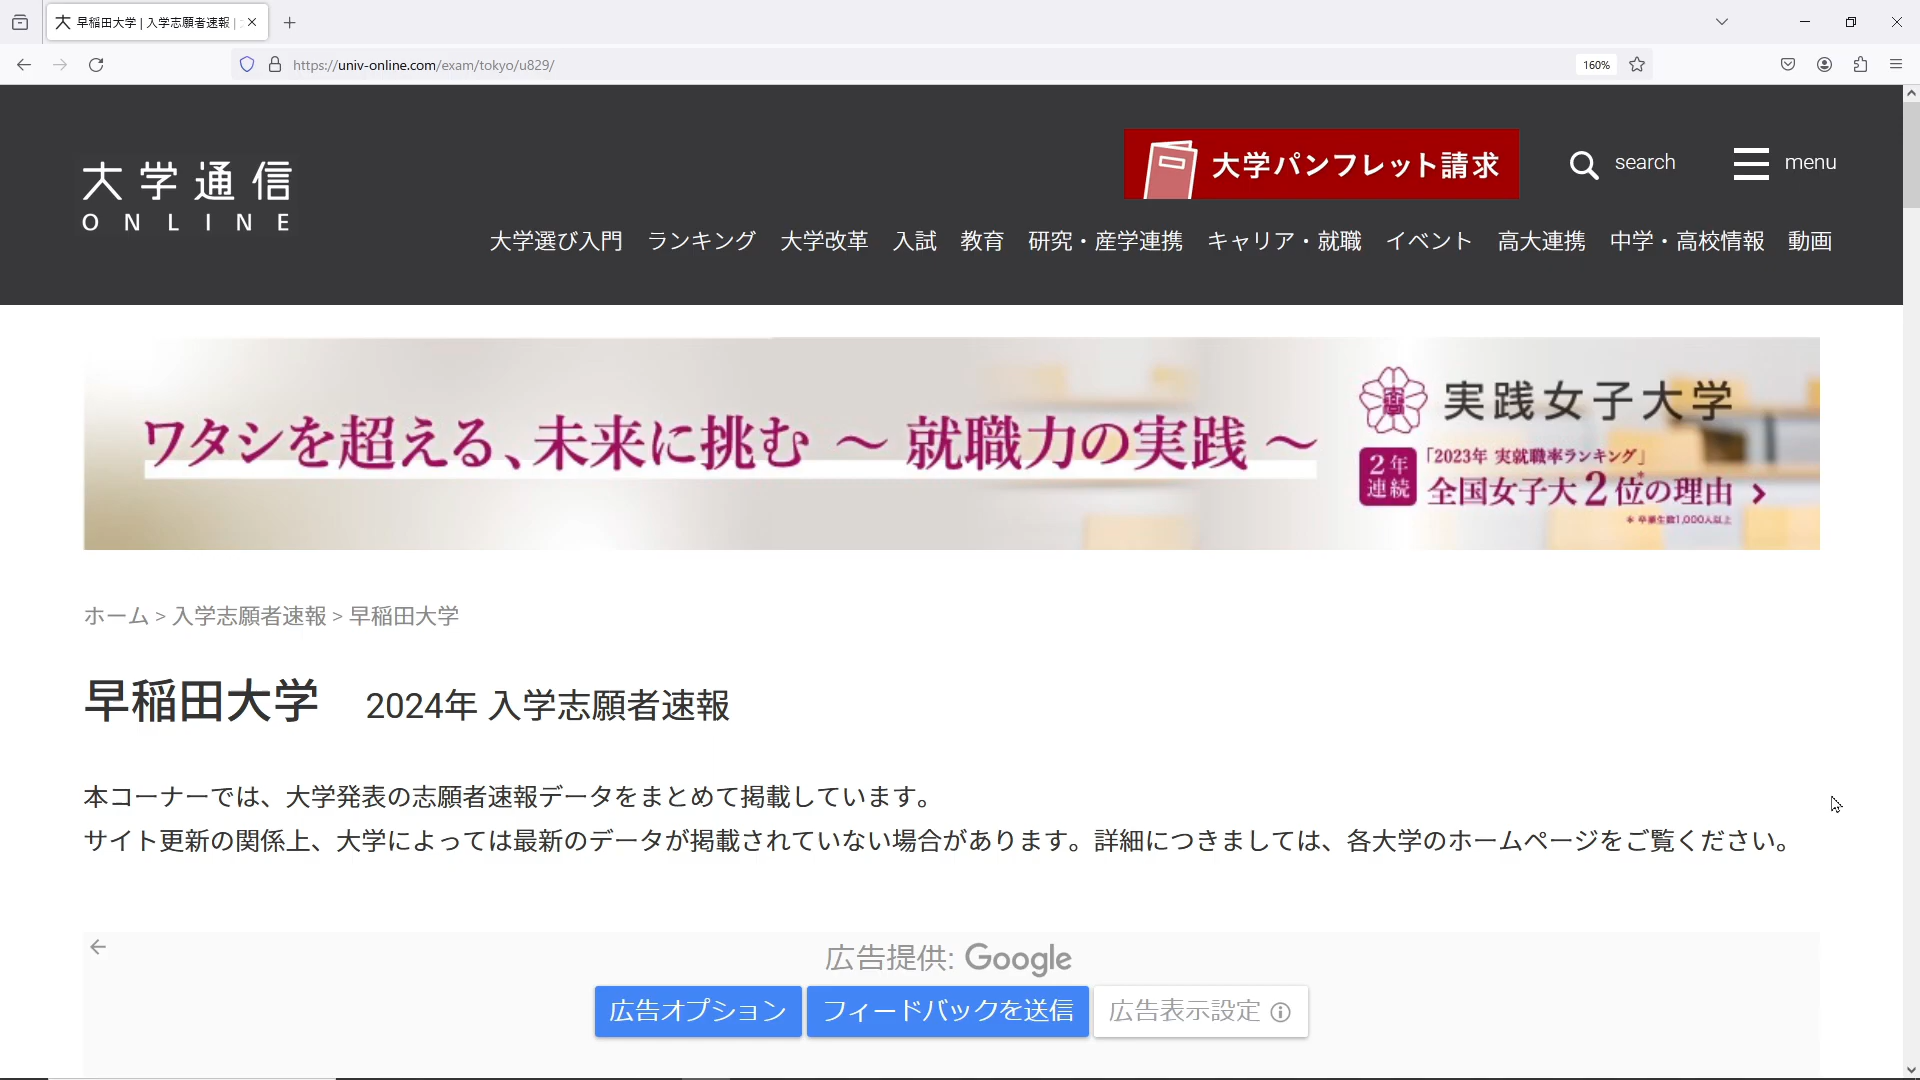 早稲田大学 | 入学志願者速報 |
https://univ-online.com/exam/tokyo/u829/
160%
大学通信
ONLINE
大学パンフレット請求
search
menu
大学選び入門 ランキング 大学改革 入試 教育 研究・産学連携 キャリア・就職 イベント 高大連携 中学・高校情報 動画
ワタシを超える、未来に挑む ～ 就職力の実践 ～
実践女子大学
2年連続
「2023年 実就職率ランキング」
全国女子大2位*の理由
＊卒業生数1,000人以上
ホーム > 入学志願者速報 > 早稲田大学
早稲田大学 2024年 入学志願者速報
本コーナーでは、大学発表の志願者速報データをまとめて掲載しています。
サイト更新の関係上、大学によっては最新のデータが掲載されていない場合があります。詳細につきましては、各大学のホームページをご覧ください。
広告提供: Google
広告オプション
フィードバックを送信
広告表示設定